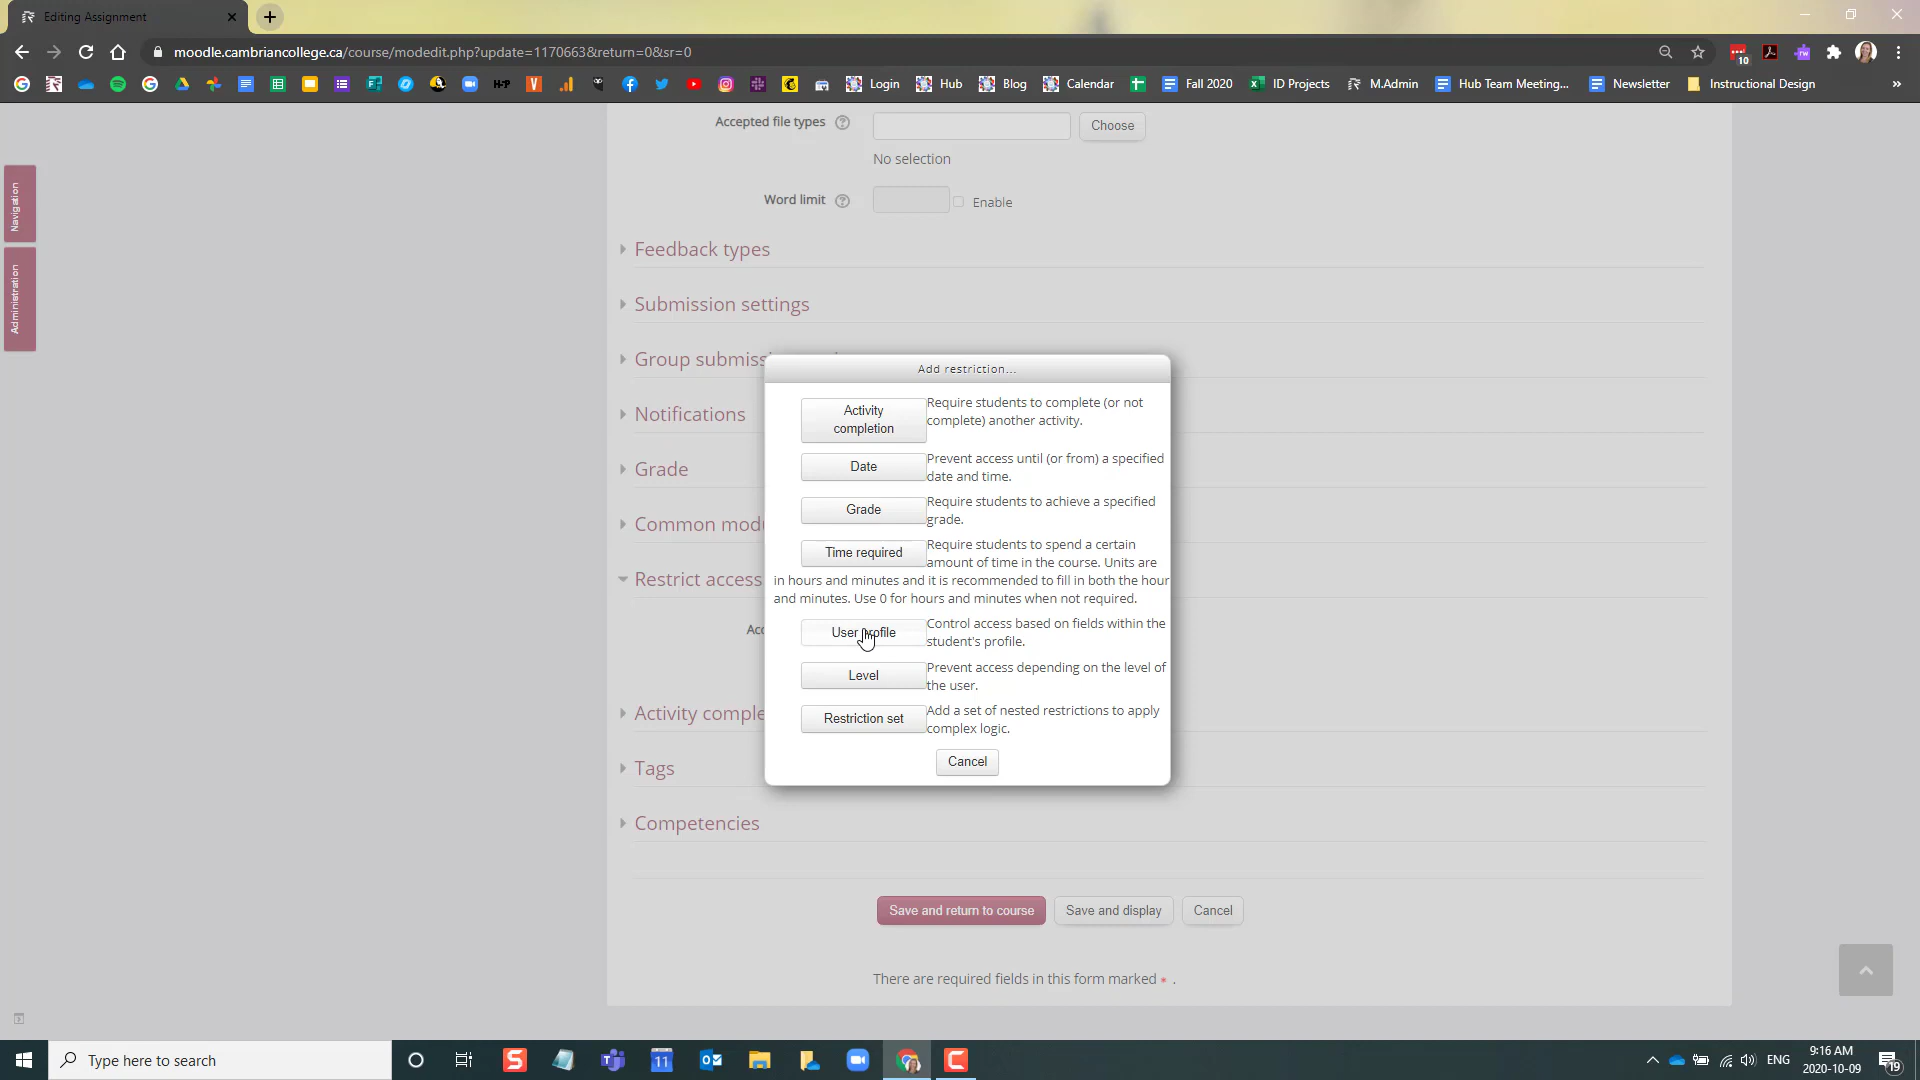 Editing Assignment
moodle.cambriancollege.ca/course/modedit.php?update=1170663&return=0&sr=0
10
H·P
Login
Hub
Blog
Calendar
Fall 2020
ID Projects
M.Admin
Hub Team Meeting...
Newsletter
Instructional Design
»
Navigation
Administration
Accepted file types
Choose
No selection
Word limit
Enable
Feedback types
Submission settings
Group submiss
Notifications
Grade
Common mod
Restrict access
Acc
Activity comple
Tags
Competencies
Add restriction...
Activity completion
Require students to complete (or not
complete) another activity.
Date
Prevent access until (or from) a specified
date and time.
Grade
Require students to achieve a specified
grade.
Time required
Require students to spend a certain
amount of time in the course. Units are
in hours and minutes and it is recommended to fill in both the hour
and minutes. Use 0 for hours and minutes when not required.
User profile
Control access based on fields within the
student's profile.
Level
Prevent access depending on the level of
the user.
Restriction set
Add a set of nested restrictions to apply
complex logic.
Cancel
Save and return to course
Save and display
Cancel
There are required fields in this form marked * .
Type here to search
11
ENG
9:16 AM
2020-10-09
19